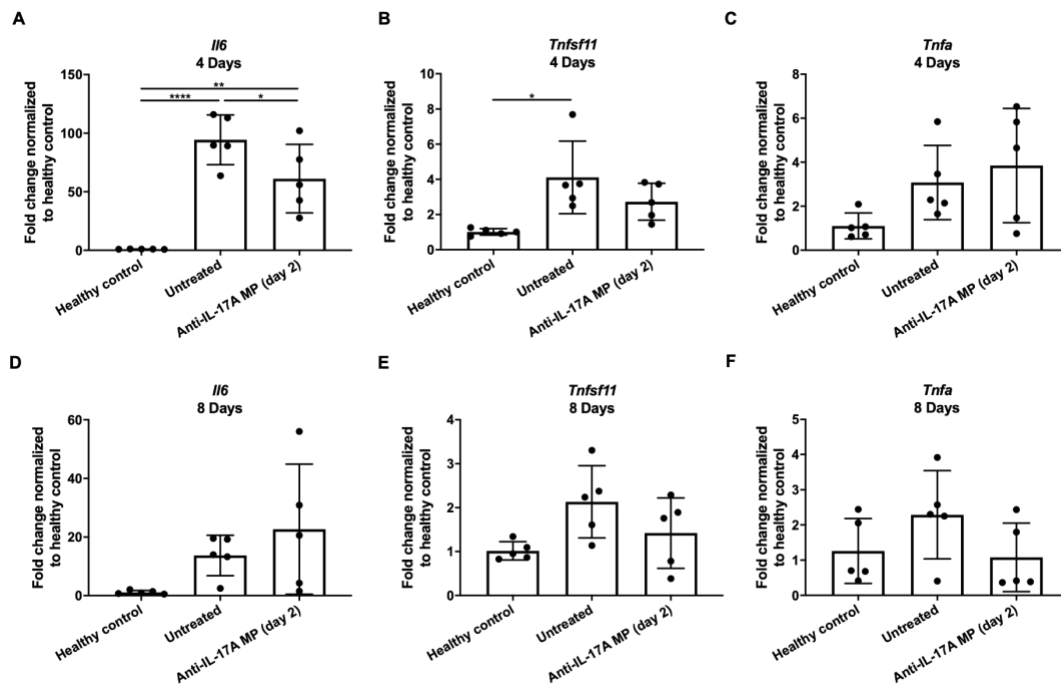 A
Il6
4 Days
Fold change normalized
to healthy control
150
100
50
0
**
****
*
Healthy control
Untreated
Anti-IL-17A MP (day 2)
B
Tnfsf11
4 Days
Fold change normalized
to healthy control
10
8
6
4
2
0
*
Healthy control
Untreated
Anti-IL-17A MP (day 2)
C
Tnfa
4 Days
Fold change normalized
to healthy control
8
6
4
2
0
Healthy control
Untreated
Anti-IL-17A MP (day 2)
D
Il6
8 Days
Fold change normalized
to healthy control
60
40
20
0
Healthy control
Untreated
Anti-IL-17A MP (day 2)
E
Tnfsf11
8 Days
Fold change normalized
to healthy control
4
3
2
1
0
Healthy control
Untreated
Anti-IL-17A MP (day 2)
F
Tnfa
8 Days
Fold change normalized
to healthy control
5
4
3
2
1
0
Healthy control
Untreated
Anti-IL-17A MP (day 2)